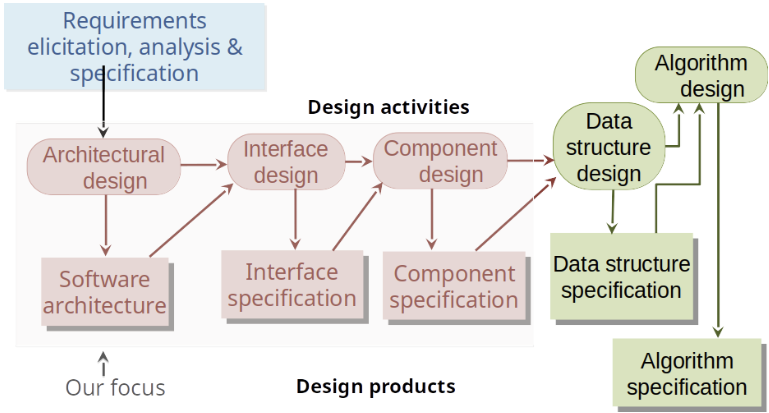 Requirements
elicitation, analysis &
specification
Design activities
Architectural
design
Interface
design
Component
design
Data
structure
design
Algorithm
design
Software
architecture
Interface
specification
Component
specification
Data structure
specification
Algorithm
specification
Our focus
Design products